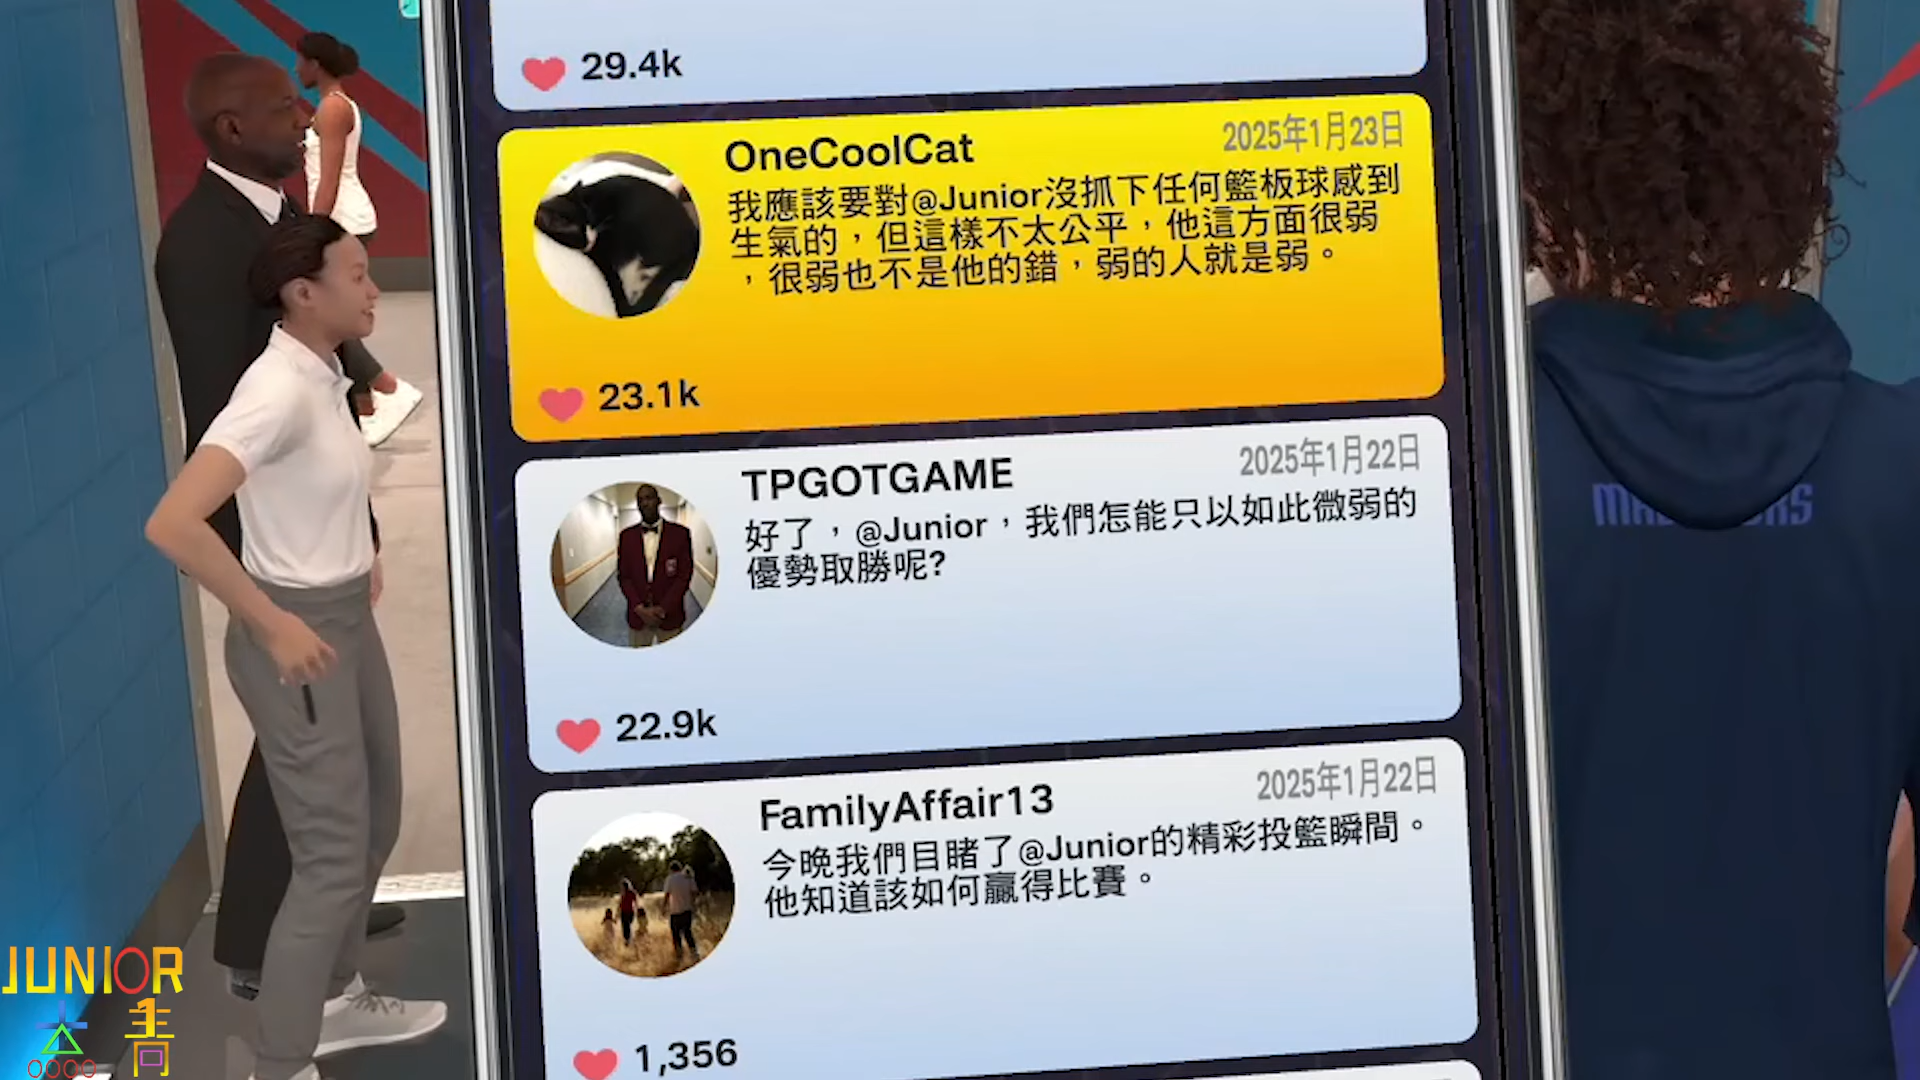 29.4k
OneCoolCat
2025年1月23日
我應該要對@Junior沒抓下任何籃板球感到
生氣的，但這樣不太公平，他這方面很弱
，很弱也不是他的錯，弱的人就是弱。
23.1k
TPGOTGAME
2025年1月22日
好了，@Junior，我們怎能只以如此微弱的
優勢取勝呢?
22.9k
FamilyAffair13
2025年1月22日
今晚我們目睹了@Junior的精彩投籃瞬間。
他知道該如何贏得比賽。
1,356
JUNIOR